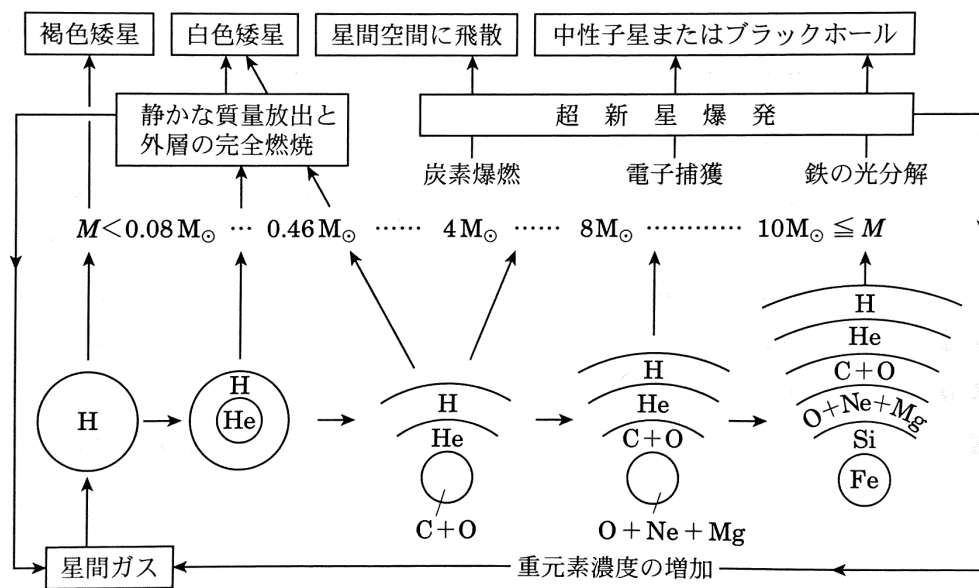 褐色矮星
白色矮星
星間空間に飛散
中性子星またはブラックホール
静かな質量放出と
外層の完全燃焼
超新星爆発
炭素爆燃
電子捕獲
鉄の光分解
M<0.08M⊙ … 0.46M⊙ …… 4M⊙ …… 8M⊙ ………… 10M⊙≦M
H
H
He
H
He
C+O
H
He
C+O
O+Ne+Mg
H
He
C+O
O+Ne+Mg
Si
Fe
星間ガス
重元素濃度の増加